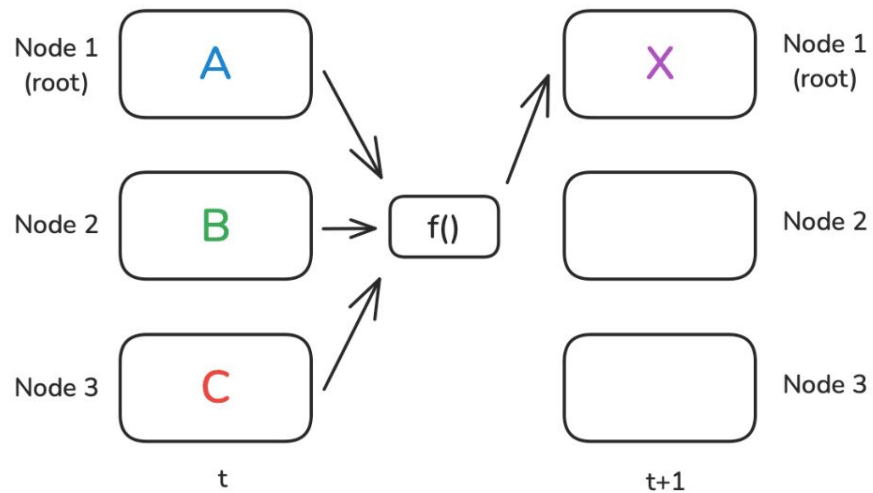 Node 1
(root)
A
Node 2
B
Node 3
C
t
f()
X
Node 1
(root)
Node 2
Node 3
t+1